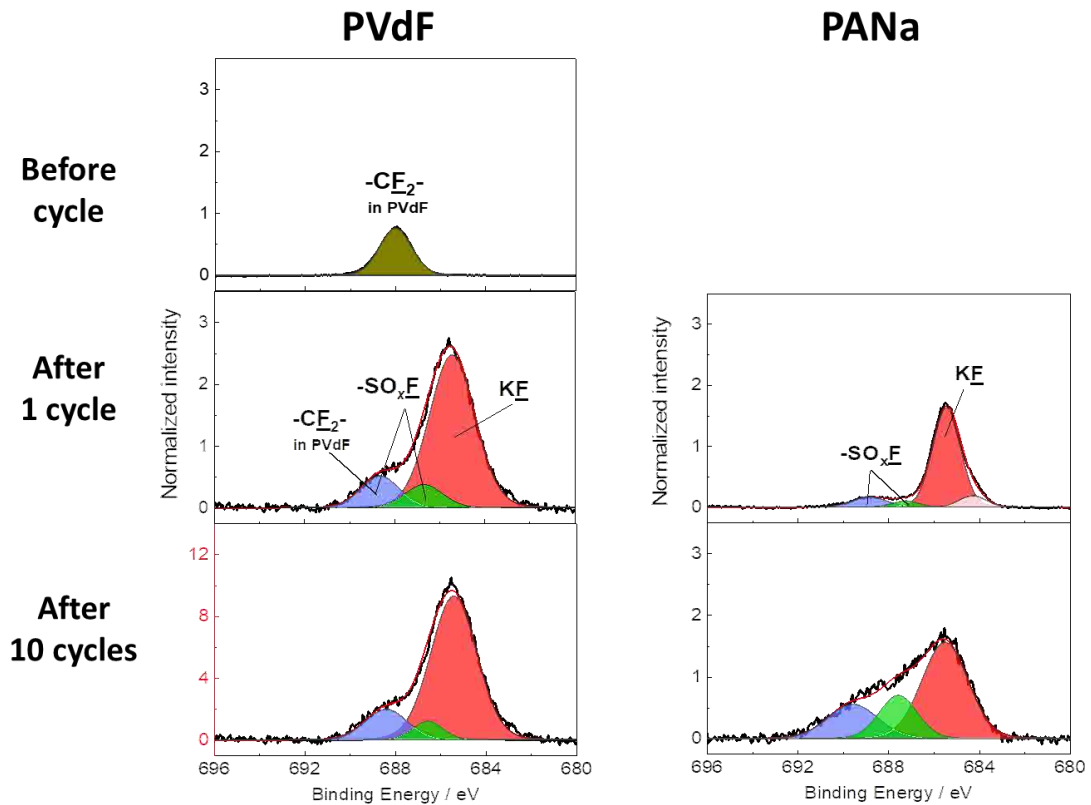 PVdF
PANa
Before
cycle
3
2
1
0
-CF2-
in PVdF
After
1 cycle
Normalized intensity
3
2
1
0
-CF2-
in PVdF
-SOxF
KF
Normalized intensity
3
2
1
0
-SOxF
KF
692
688
684
After
10 cycles
12
8
4
0
696
692
688
684
680
Binding Energy / eV
3
2
1
0
696
692
688
684
680
Binding Energy / eV